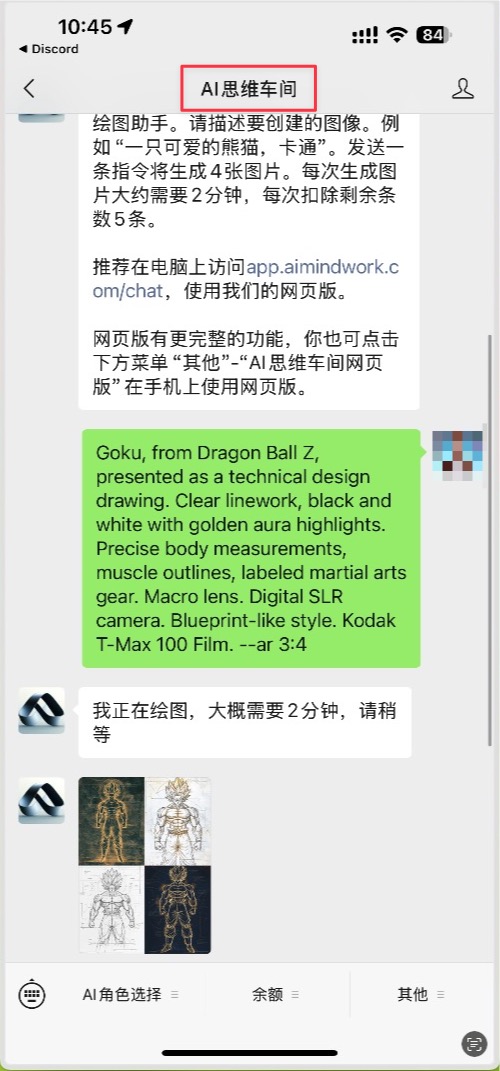 10:45
84
◀ Discord
AI思维车间
绘图助手。请描述要创建的图像。例
如“一只可爱的熊猫，卡通”。发送一
条指令将生成4张图片。每次生成图
片大约需要2分钟，每次扣除剩余条
数5条。
推荐在电脑上访问app.aimindwork.c
om/chat，使用我们的网页版。
网页版有更完整的功能，你也可点击
下方菜单“其他”-“AI思维车间网页
版”在手机上使用网页版。
Goku, from Dragon Ball Z,
presented as a technical design
drawing. Clear linework, black and
white with golden aura highlights.
Precise body measurements,
muscle outlines, labeled martial arts
gear. Macro lens. Digital SLR
camera. Blueprint-like style. Kodak
T-Max 100 Film. --ar 3:4
我正在绘图，大概需要2分钟，请稍
等
AI角色选择
余额
其他